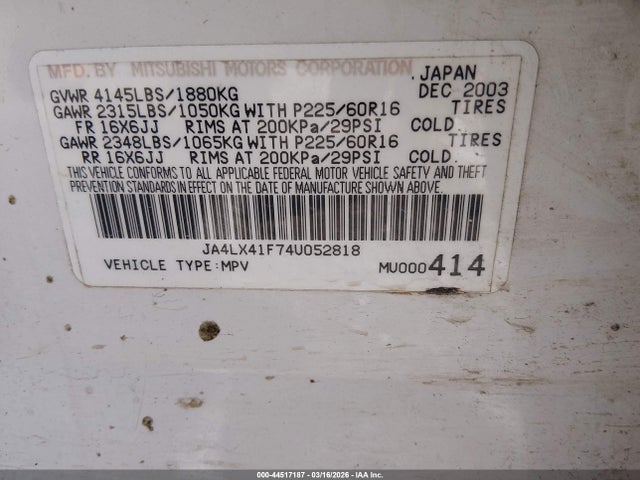 MFD. BY MITSUBISHI MOTORS CORPORATION JAPAN
GVWR 4145LBS/1880KG DEC 2003
GAWR 2315LBS/1050KG WITH P225/60R16 TIRES
FR 16X6JJ RIMS AT 200KPa/29PSI COLD.
GAWR 2348LBS/1065KG WITH P225/60R16 TIRES
RR 16X6JJ RIMS AT 200KPa/29PSI COLD.
THIS VEHICLE CONFORMS TO ALL APPLICABLE FEDERAL MOTOR VEHICLE SAFETY AND THEFT
PREVENTION STANDARDS IN EFFECT ON THE DATE OF MANUFACTURE SHOWN ABOVE.
JA4LX41F74U052818
VEHICLE TYPE:MPV MU000414
000-44517187 - 03/16/2026 - IAA Inc.